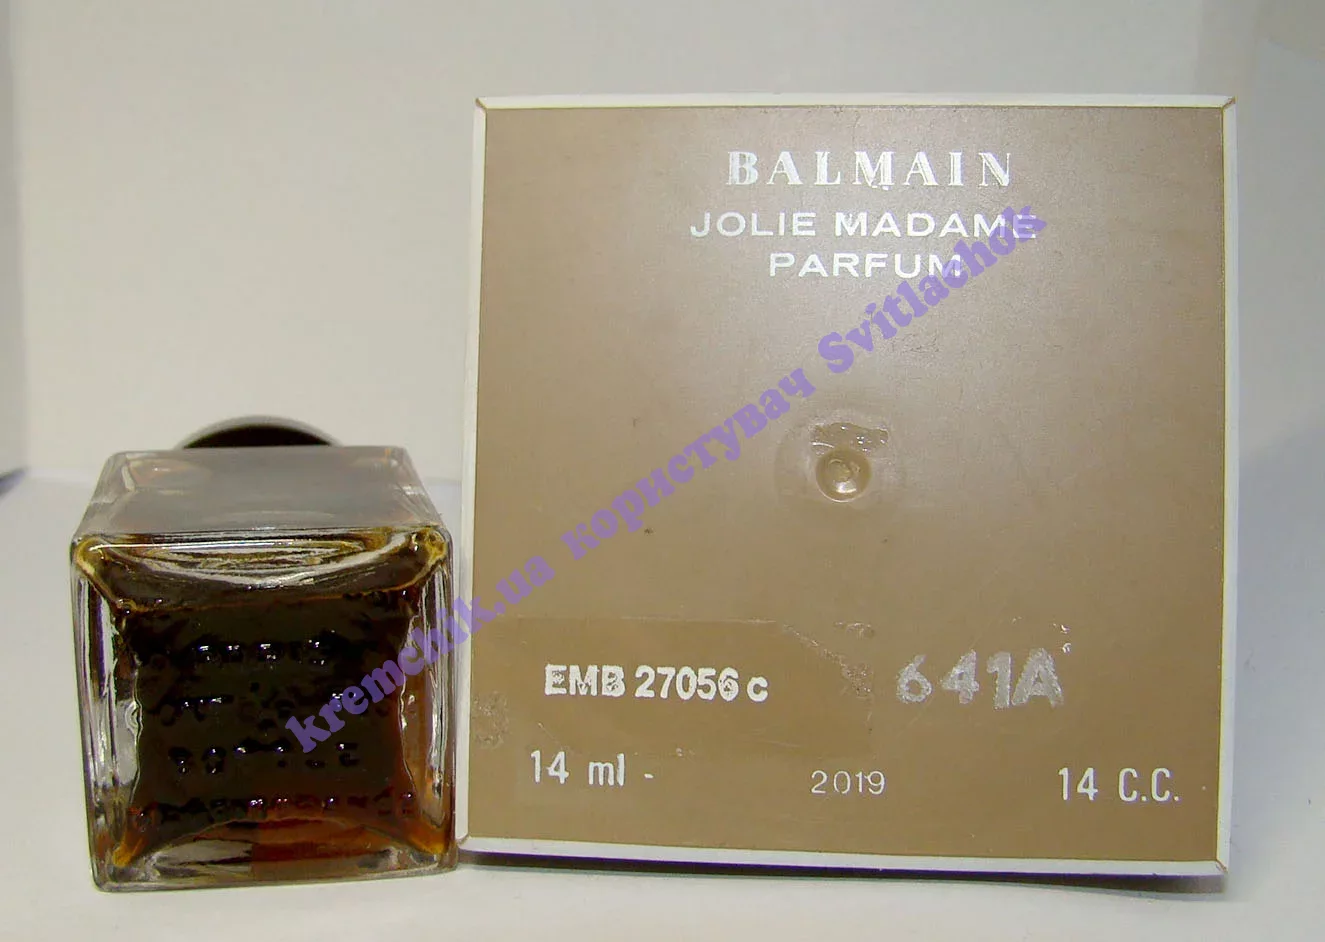 BALMAIN
JOLIE MADAME
PARFUM
kremchik.ua користувач Svitlachok
EMB 27056 c
641A
14 ml -
2019
14 C.C.